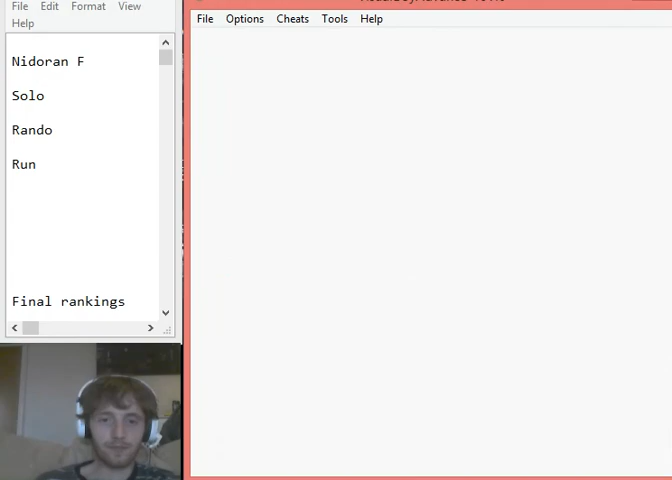 File Edit Format View
Help
Nidoran F
Solo
Rando
Run
Final rankings
File Options Cheats Tools Help